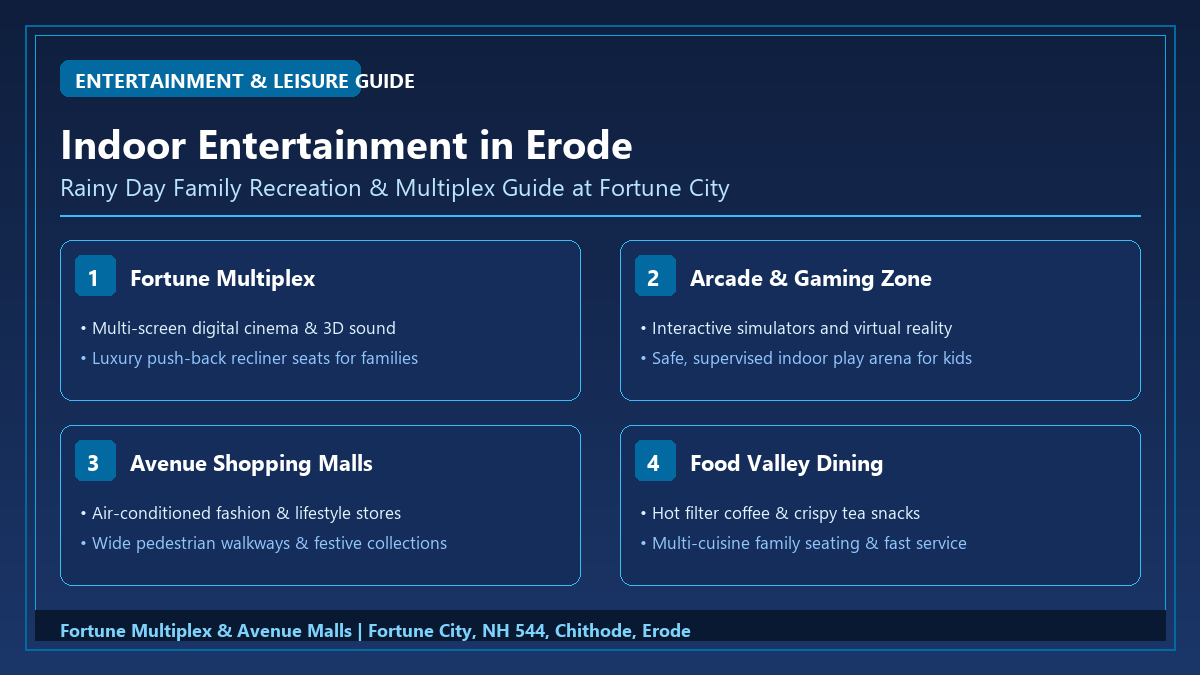 ENTERTAINMENT & LEISURE GUIDE
Indoor Entertainment in Erode
Rainy Day Family Recreation & Multiplex Guide at Fortune City
1 Fortune Multiplex
• Multi-screen digital cinema & 3D sound
• Luxury push-back recliner seats for families
2 Arcade & Gaming Zone
• Interactive simulators and virtual reality
• Safe, supervised indoor play arena for kids
3 Avenue Shopping Malls
• Air-conditioned fashion & lifestyle stores
• Wide pedestrian walkways & festive collections
4 Food Valley Dining
• Hot filter coffee & crispy tea snacks
• Multi-cuisine family seating & fast service
Fortune Multiplex & Avenue Malls | Fortune City, NH 544, Chithode, Erode